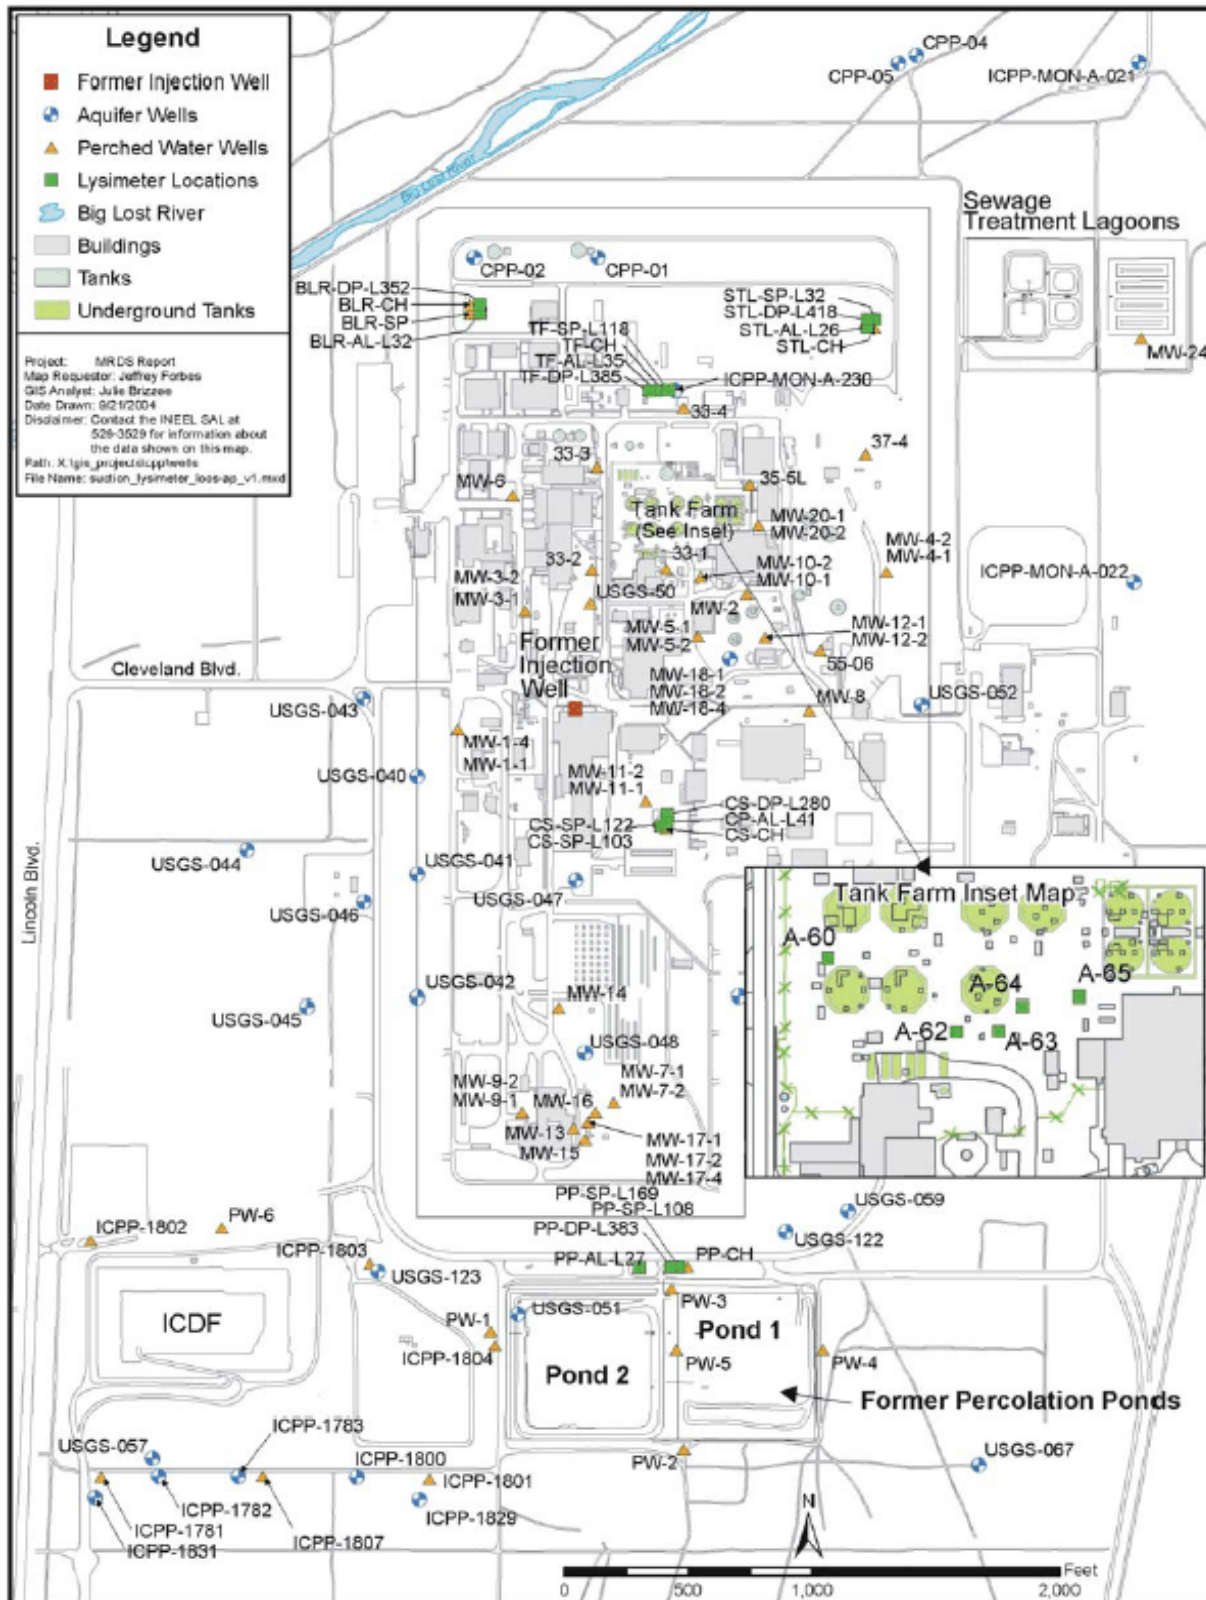 Legend
Former Injection Well
Aquifer Wells
Perched Water Wells
Lysimeter Locations
Big Lost River
Buildings
Tanks
Underground Tanks
Project: MRDS Report
Map Requestor: Jeffrey Forbes
GIS Analyst: Julie Brizzee
Date Drawn: 9/21/2004
Disclaimer: Contact the INEEL SAL at
526-3529 for information about
the data shown on this map.
File Name: suction_lysimeter_locs-ap_v1.mxd
CPP-04
CPP-05
ICPP-MON-A-021
Big Lost River
Sewage
Treatment Lagoons
CPP-02
CPP-01
BLR-DP-L352
BLR-CH
BLR-SP
BLR-AL-L32
STL-SP-L32
STL-DP-L418
STL-AL-L26
STL-CH
MW-24
TF-SP-L118
TF-CH
TF-AL-L35
TF-DP-L385
ICPP-MON-A-230
33-4
37-4
33-3
35-5L
MW-6
Tank Farm
(See Inset)
MW-20-1
MW-20-2
MW-4-2
MW-4-1
33-2
33-1
MW-10-2
MW-10-1
ICPP-MON-A-022
MW-3-2
MW-3-1
USGS-50
MW-2
MW-5-1
MW-5-2
MW-12-1
MW-12-2
Former
Injection
Well
55-06
Cleveland Blvd.
MW-18-1
MW-18-2
MW-18-4
MW-8
USGS-052
USGS-043
MW-1-4
MW-1-1
USGS-040
MW-11-2
MW-11-1
CS-DP-L280
CP-AL-L41
CS-CH
CS-SP-L122
CS-SP-L103
Lincoln Blvd.
USGS-044
USGS-041
USGS-047
USGS-046
Tank Farm Inset Map
A-60
A-64
A-65
A-62
A-63
USGS-042
MW-14
USGS-045
USGS-048
MW-7-1
MW-7-2
MW-9-2
MW-9-1
MW-16
MW-13
MW-15
MW-17-1
MW-17-2
MW-17-4
PP-SP-L169
PP-SP-L108
PP-DP-L383
PP-AL-L27
PP-CH
USGS-059
USGS-122
ICPP-1802
PW-6
ICPP-1803
USGS-123
ICDF
PW-1
ICPP-1804
USGS-051
PW-3
Pond 1
PW-5
PW-4
Pond 2
Former Percolation Ponds
USGS-057
ICPP-1783
ICPP-1800
PW-2
USGS-067
ICPP-1782
ICPP-1801
ICPP-1829
ICPP-1781
ICPP-1831
ICPP-1807
N
Feet
0 500 1,000 2,000